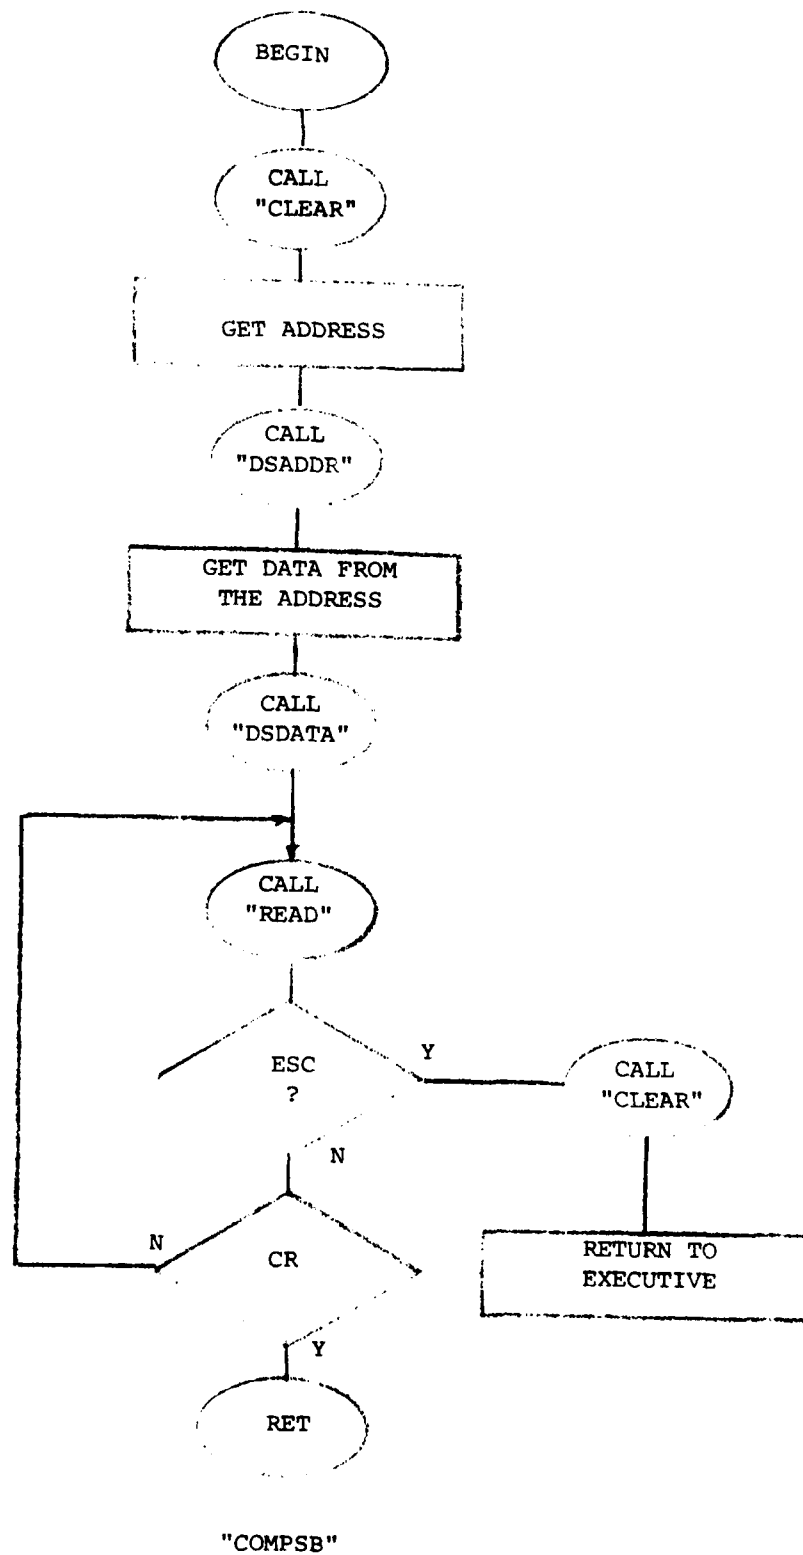 BEGIN
CALL
"CLEAR"
GET ADDRESS
CALL
"DSADDR"
GET DATA FROM
THE ADDRESS
CALL
"DSDATA"
CALL
"READ"
ESC
?
Y
CALL
"CLEAR"
N
N
CR
RETURN TO
EXECUTIVE
Y
RET
"COMPSB"